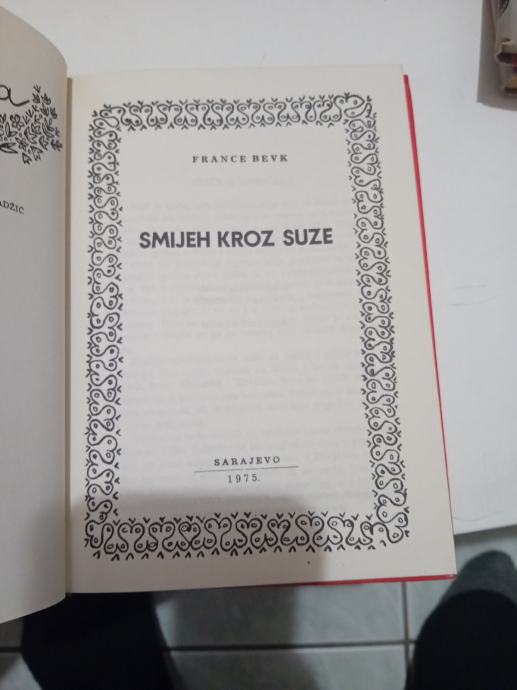 FRANCE BEVK
SMIJEH KROZ SUZE
SARAJEVO
1975.